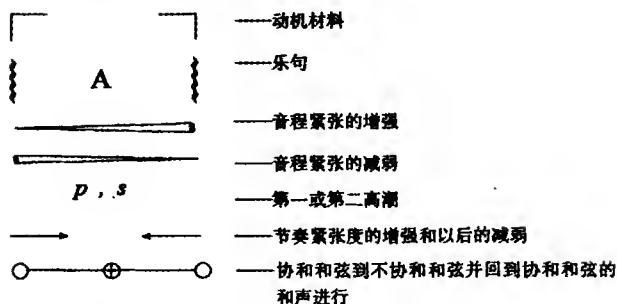 ——动机材料
A ——乐句
——音程紧张的增强
——音程紧张的减弱
p , s ——第一或第二高潮
——节奏紧张度的增强和以后的减弱
——协和和弦到不协和和弦并回到协和和弦的
和声进行